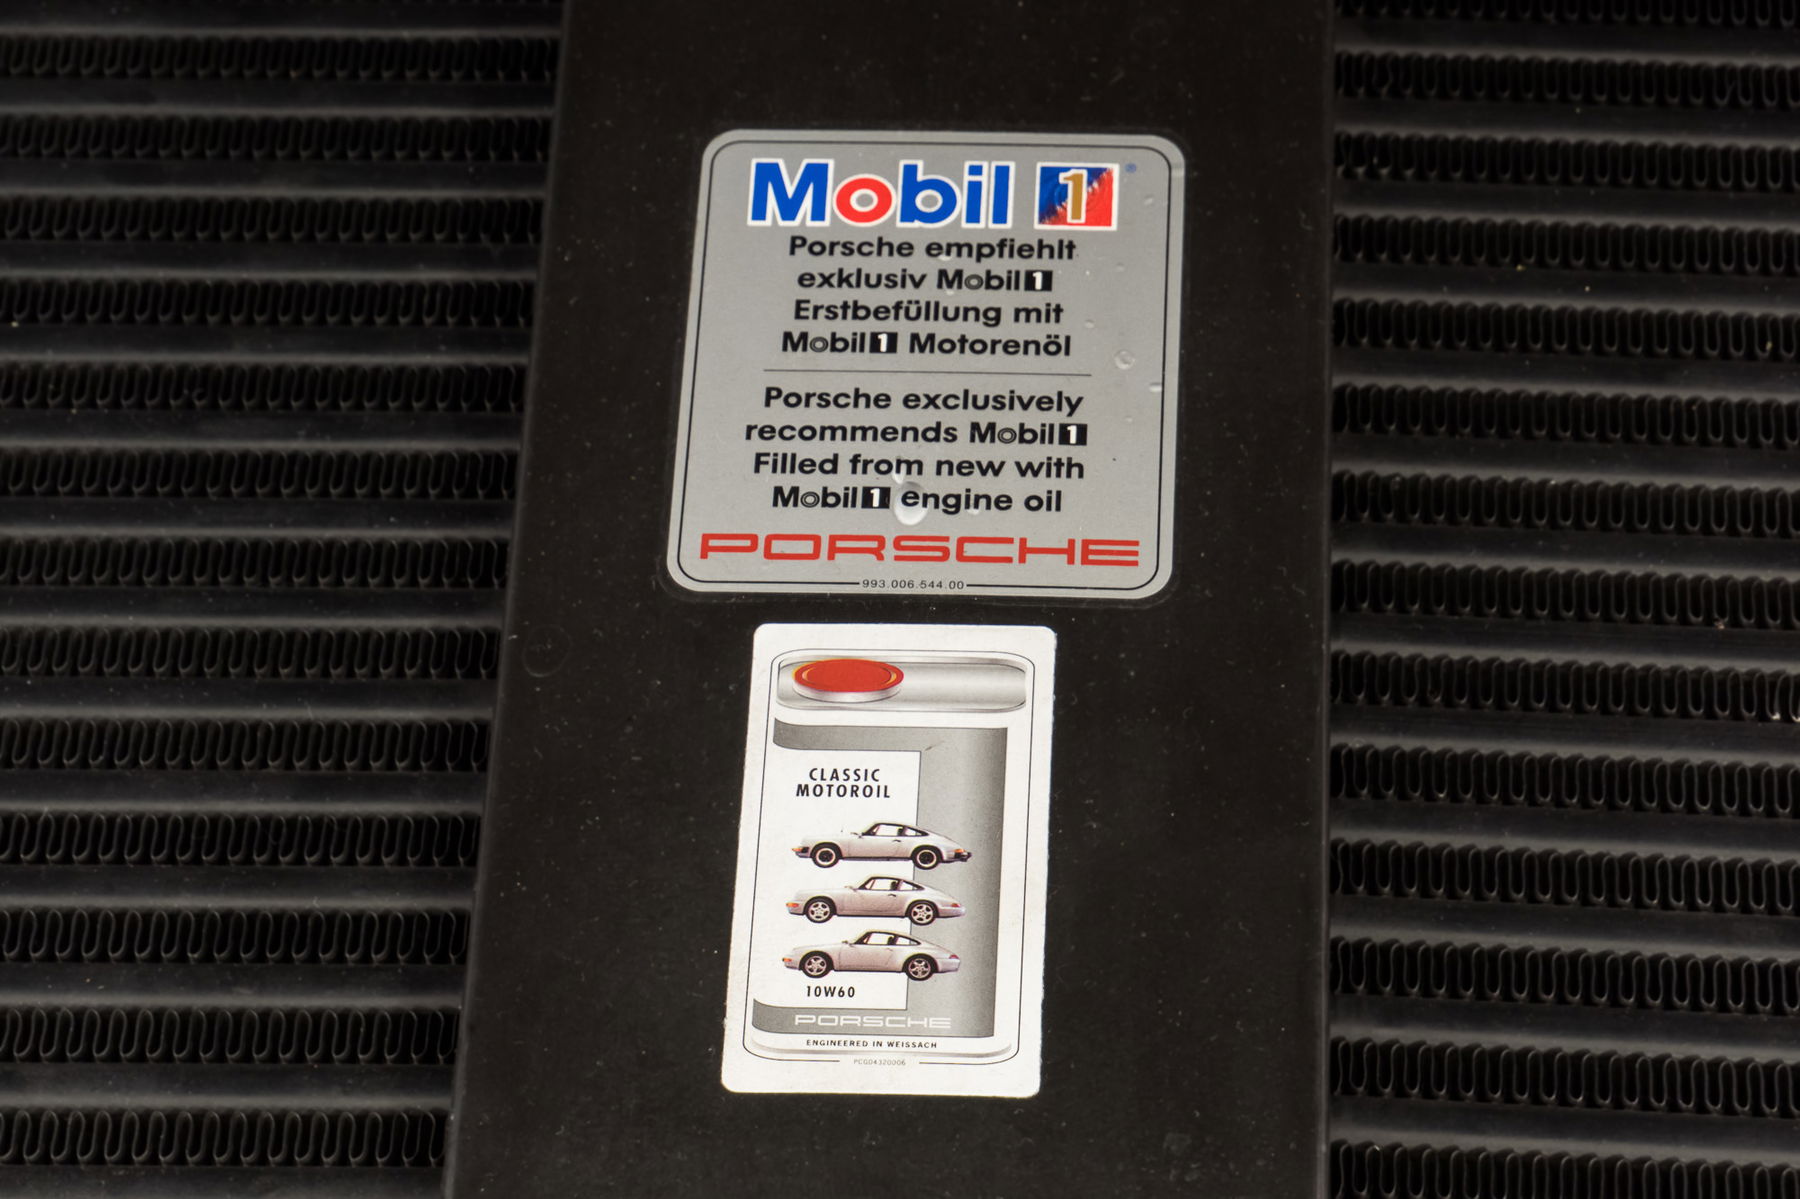 Mobil 1®
Porsche empfiehlt
exklusiv Mobil 1
Erstbefüllung mit
Mobil 1 Motorenöl
Porsche exclusively
recommends Mobil 1
Filled from new with
Mobil 1 engine oil
PORSCHE
993.006.544.00
CLASSIC
MOTOROIL
10W60
PORSCHE
ENGINEERED IN WEISSACH
PCG04320006